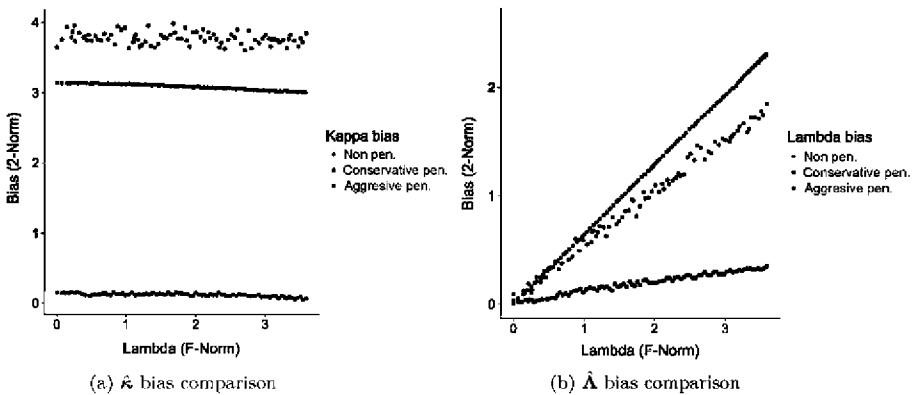 4
3
2
1
0
Bias (2-Norm)
0 1 2 3
Lambda (F-Norm)
Kappa bias
Non pen.
Conservative pen.
Aggresive pen.
(a) κ̂ bias comparison
2
1
0
Bias (2-Norm)
0 1 2 3
Lambda (F-Norm)
Lambda bias
Non pen.
Conservative pen.
Aggresive pen.
(b) Λ̂ bias comparison